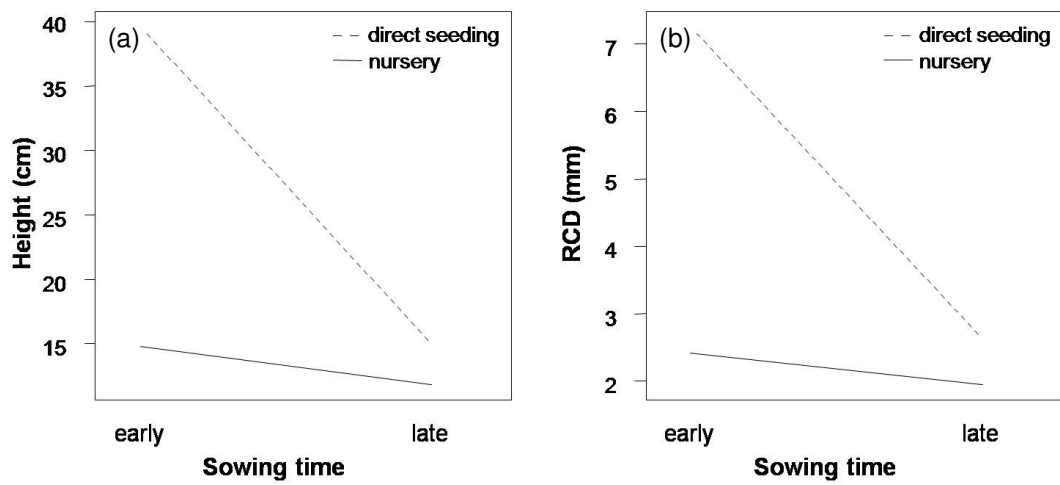 (a)
direct seeding
nursery
40
35
30
25
20
15
Height (cm)
early late
Sowing time
(b)
direct seeding
nursery
7
6
5
4
3
2
RCD (mm)
early late
Sowing time